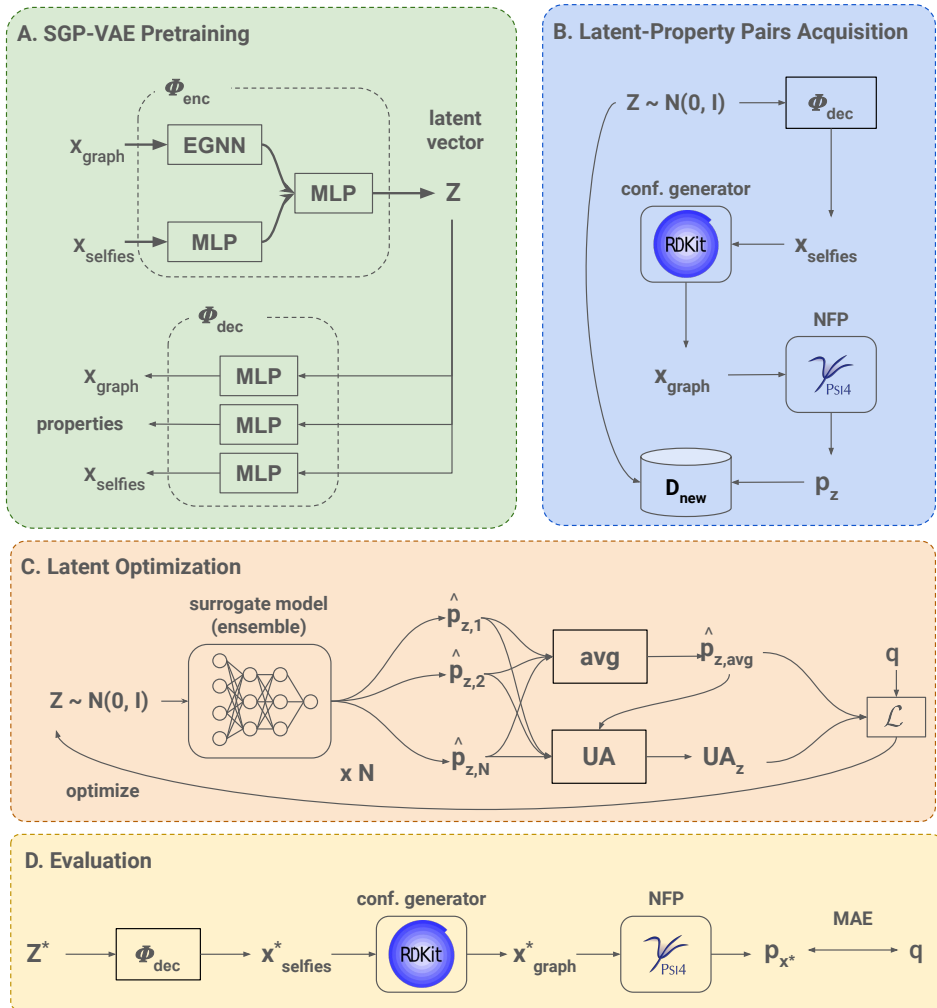 A. SGP-VAE Pretraining
Φenc
xgraph
EGNN
MLP
xselfies
MLP
latent
vector
Z
Φdec
xgraph
MLP
properties
MLP
xselfies
MLP
B. Latent-Property Pairs Acquisition
Z ~ N(0, I)
Φdec
conf. generator
RDKit
xselfies
NFP
xgraph
PSI4
Dnew
pz
C. Latent Optimization
surrogate model
(ensemble)
Z ~ N(0, I)
x N
p̂z,1
p̂z,2
p̂z,N
avg
UA
p̂z,avg
UAz
q
ℒ
optimize
D. Evaluation
Z*
Φdec
x*selfies
conf. generator
RDKit
x*graph
NFP
PSI4
px*
MAE
q